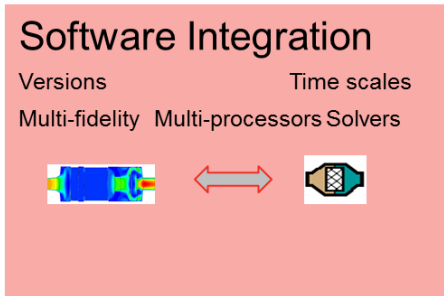 Software Integration
Versions Time scales
Multi-fidelity Multi-processors Solvers